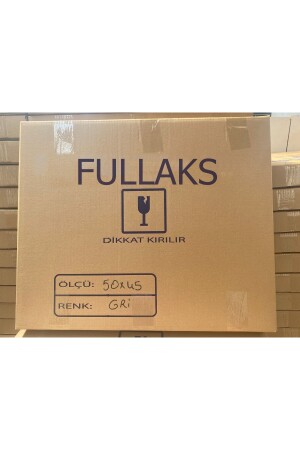 FULLAKS
DİKKAT KIRILIR
ÖLÇÜ: 50x45
RENK: GRİ